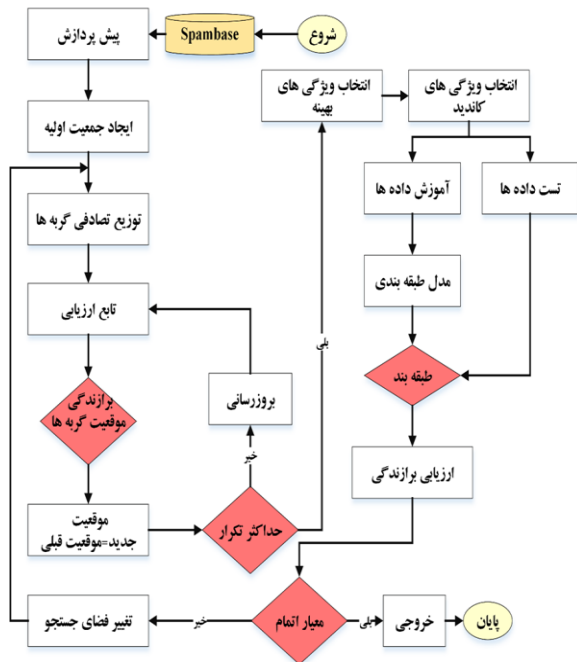 شروع
Spambase
پیش پردازش
ایجاد جمعیت اولیه
توزیع تصادفی گربه ها
تابع ارزیابی
برازندگی
موقعیت گربه ها
موقعیت
جدید=موقعیت قبلی
حداکثر تکرار
خیر
بروزرسانی
بلی
انتخاب ویژگی های
بهینه
انتخاب ویژگی های
کاندید
آموزش داده ها
تست داده ها
مدل طبقه بندی
طبقه بند
ارزیابی برازندگی
معیار اتمام
خیر
تغییر فضای جستجو
بلی
خروجی
پایان